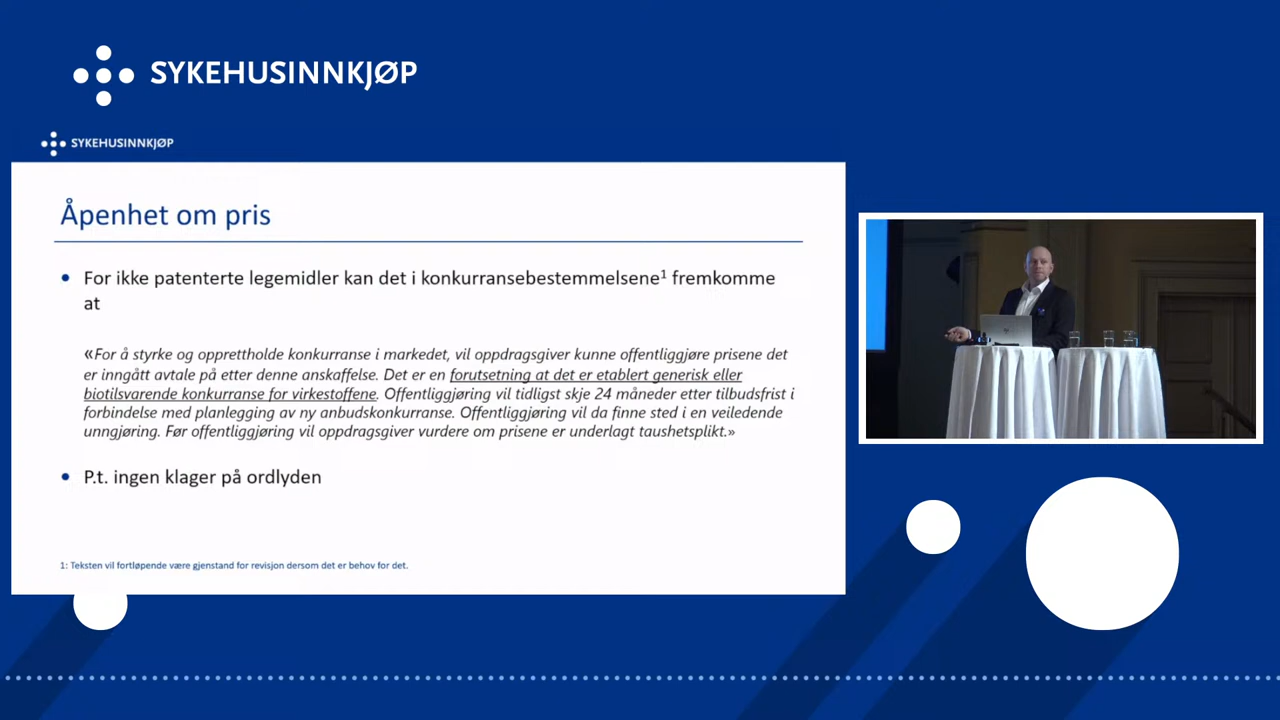 SYKEHUSINNKJØP
SYKEHUSINNKJØP
Åpenhet om pris
• For ikke patenterte legemidler kan det i konkurransebestemmelsene¹ fremkomme
at
«For å styrke og opprettholde konkurranse i markedet, vil oppdragsgiver kunne offentliggjøre prisene det
er inngått avtale på etter denne anskaffelse. Det er en forutsetning at det er etablert generisk eller
biotilsvarende konkurranse for virkestoffene. Offentliggjøring vil tidligst skje 24 måneder etter tilbudsfrist i
forbindelse med planlegging av ny anbudskonkurranse. Offentliggjøring vil da finne sted i en veiledende
unngjøring. Før offentliggjøring vil oppdragsgiver vurdere om prisene er underlagt taushetsplikt.»
• P.t. ingen klager på ordlyden
1: Teksten vil fortløpende være gjenstand for revisjon dersom det er behov for det.